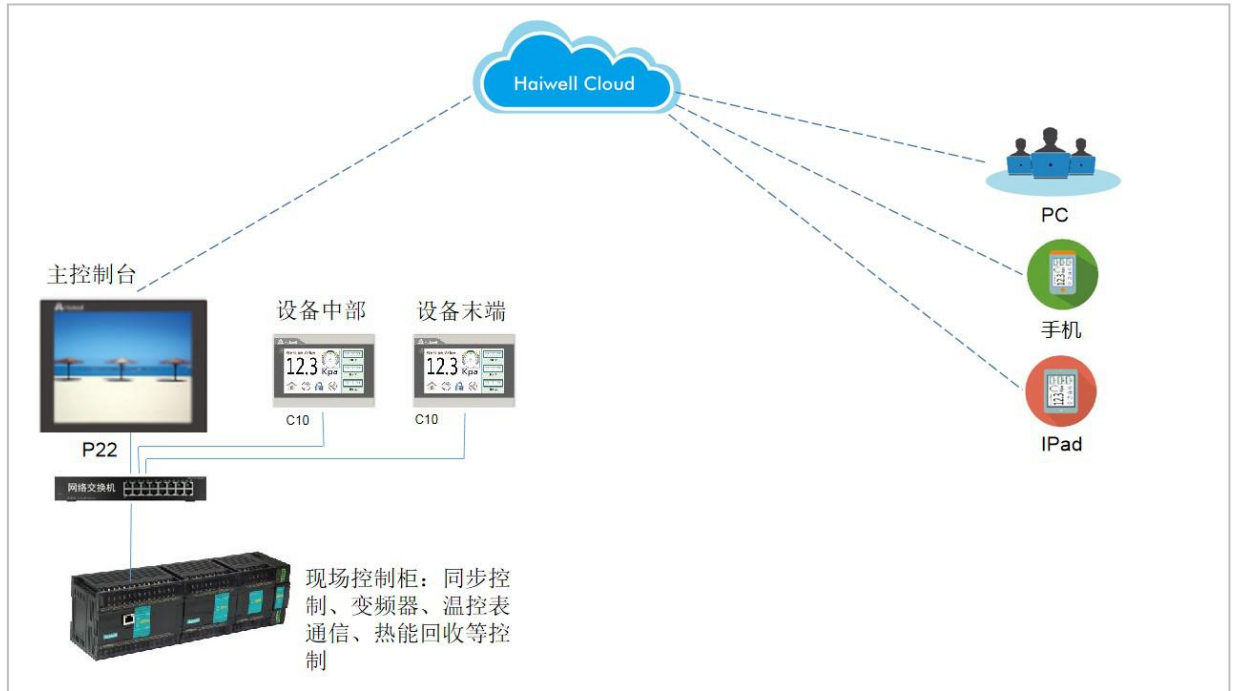 Haiwell Cloud
PC
主控制台
设备中部
设备末端
手机
12.3
Kpa
12.3
Kpa
C10
C10
IPad
P22
网络交换机
现场控制柜：同步控
制、变频器、温控表
通信、热能回收等控
制